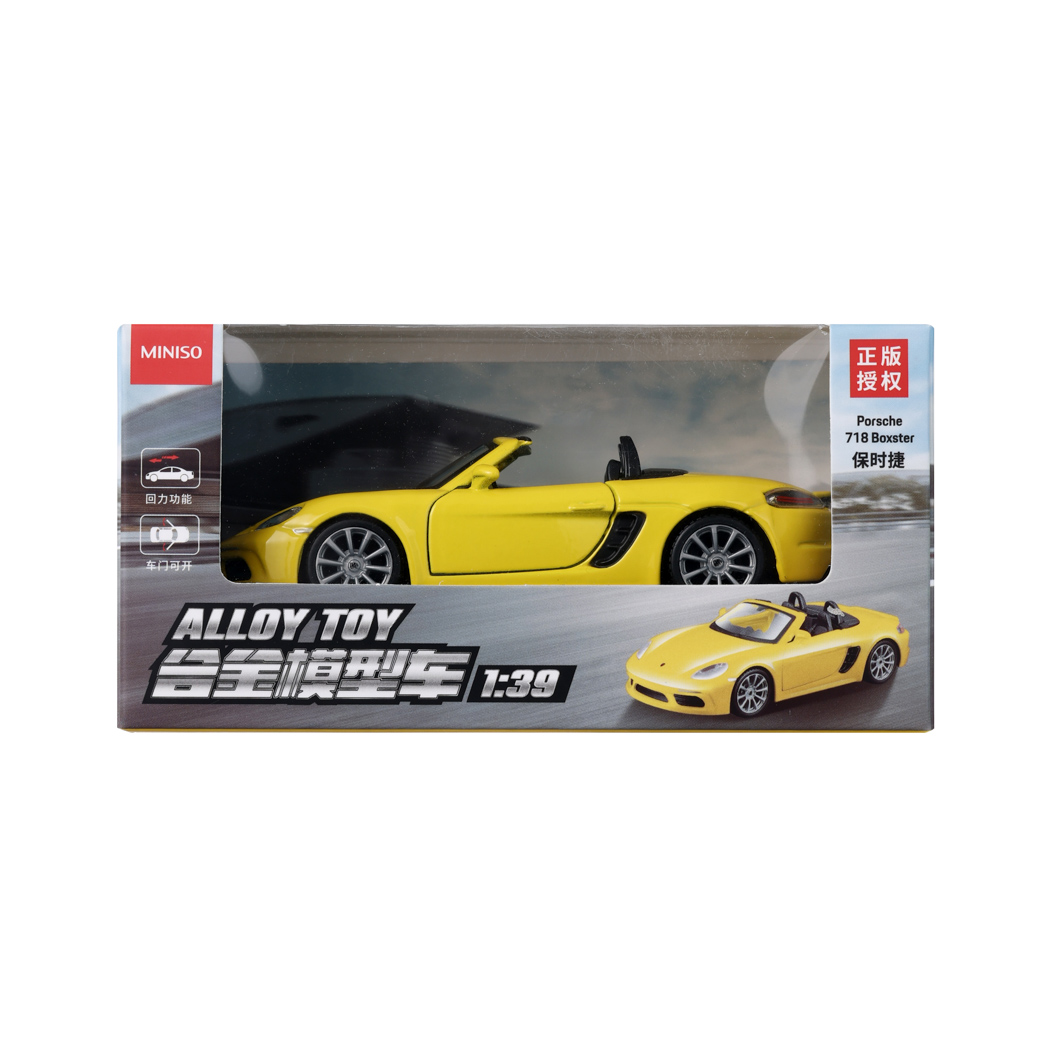 MINISO
正版
授权
Porsche
718 Boxster
保时捷
回力功能
车门可开
ALLOY TOY
合金模型车 1:39